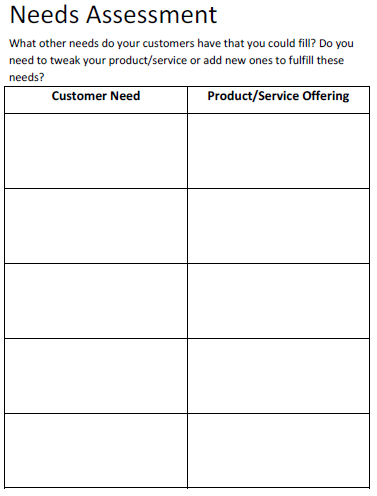 Needs Assessment
What other needs do your customers have that you could fill? Do you
need to tweak your product/service or add new ones to fulfill these
needs?
Customer Need Product/Service Offering